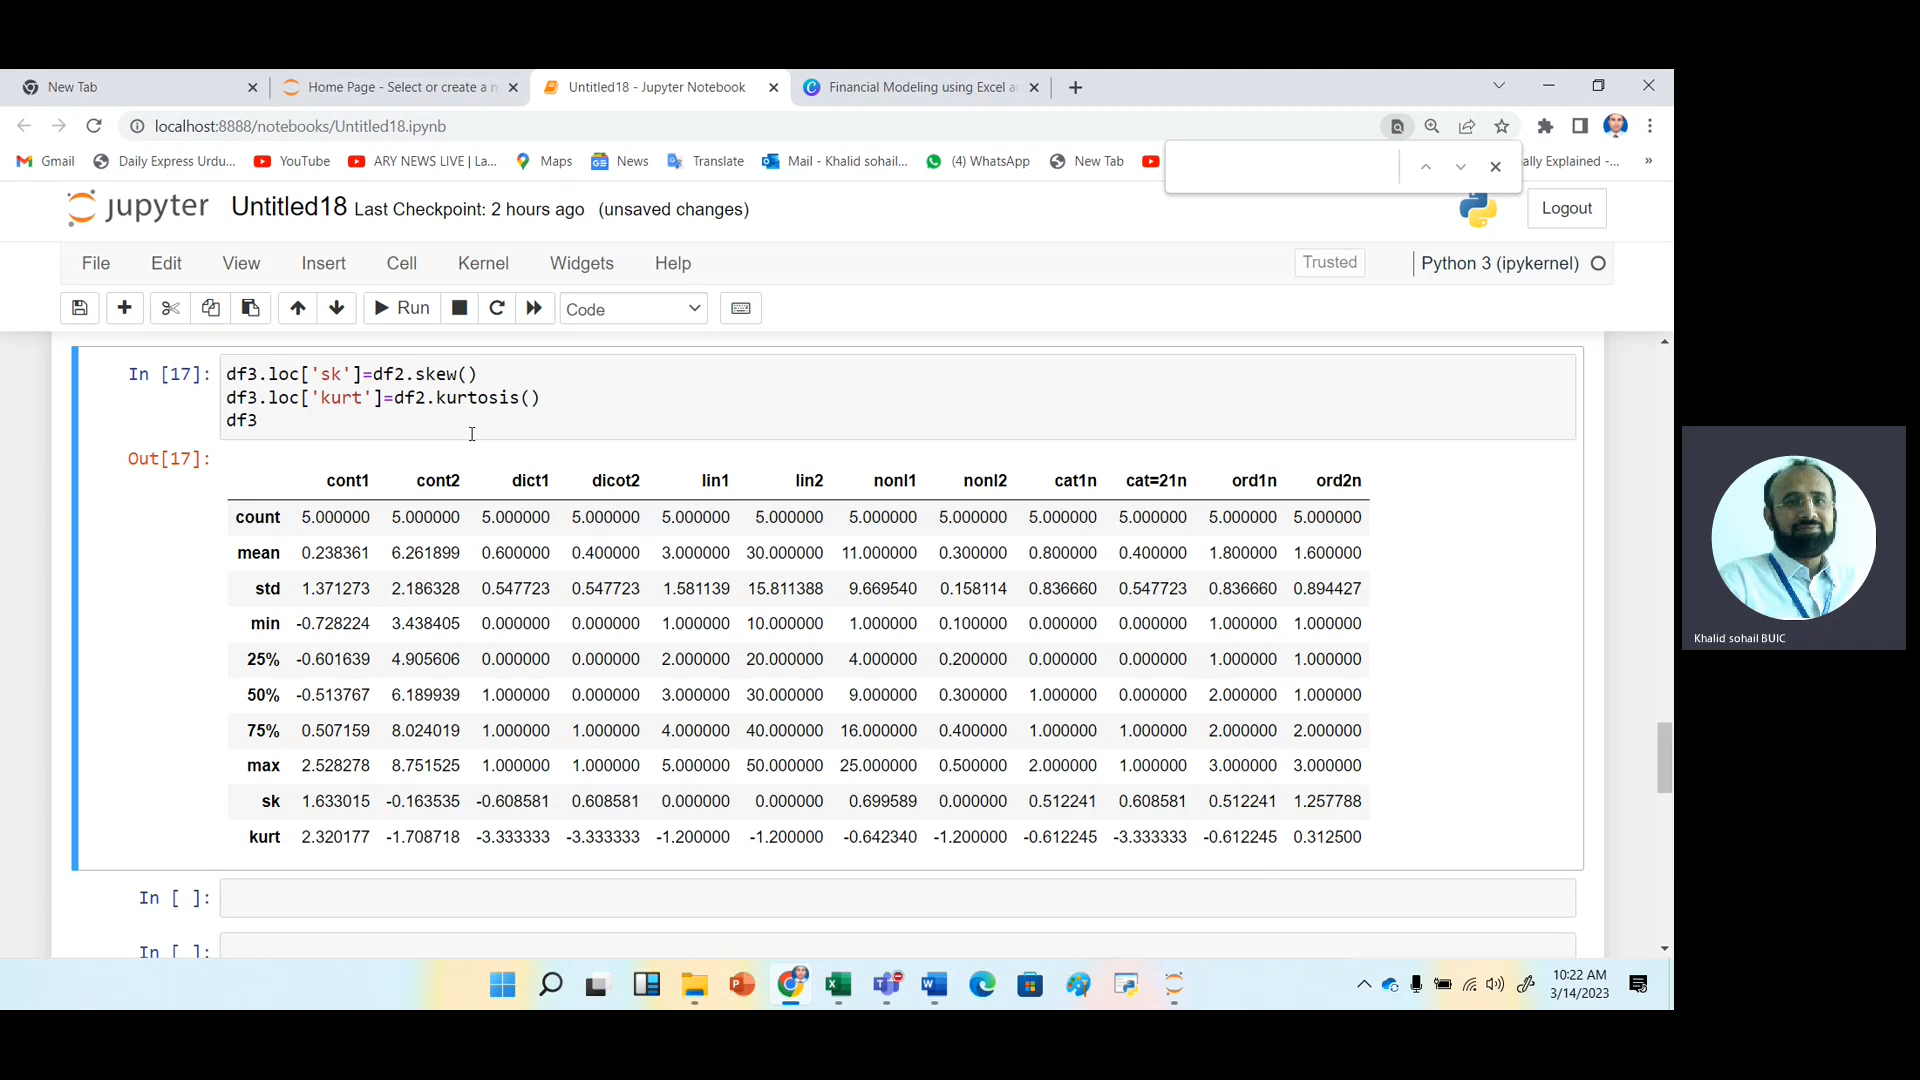 New Tab
Home Page - Select or create a n
Untitled18 - Jupyter Notebook
Financial Modeling using Excel a
localhost:8888/notebooks/Untitled18.ipynb
Gmail
Daily Express Urdu...
YouTube
ARY NEWS LIVE | La...
Maps
News
Translate
Mail - Khalid sohail...
(4) WhatsApp
New Tab
ally Explained -...
»
jupyter Untitled18 Last Checkpoint: 2 hours ago (unsaved changes)
Logout
File Edit View Insert Cell Kernel Widgets Help
Trusted
Python 3 (ipykernel)
Run
Code
In [17]:
df3.loc['sk']=df2.skew()
df3.loc['kurt']=df2.kurtosis()
df3
Out[17]:
cont1 cont2 dict1 dicot2 lin1 lin2 nonl1 nonl2 cat1n cat=21n ord1n ord2n
count 5.000000 5.000000 5.000000 5.000000 5.000000 5.000000 5.000000 5.000000 5.000000 5.000000 5.000000 5.000000
mean 0.238361 6.261899 0.600000 0.400000 3.000000 30.000000 11.000000 0.300000 0.800000 0.400000 1.800000 1.600000
std 1.371273 2.186328 0.547723 0.547723 1.581139 15.811388 9.669540 0.158114 0.836660 0.547723 0.836660 0.894427
min -0.728224 3.438405 0.000000 0.000000 1.000000 10.000000 1.000000 0.100000 0.000000 0.000000 1.000000 1.000000
25% -0.601639 4.905606 0.000000 0.000000 2.000000 20.000000 4.000000 0.200000 0.000000 0.000000 1.000000 1.000000
50% -0.513767 6.189939 1.000000 0.000000 3.000000 30.000000 9.000000 0.300000 1.000000 0.000000 2.000000 1.000000
75% 0.507159 8.024019 1.000000 1.000000 4.000000 40.000000 16.000000 0.400000 1.000000 1.000000 2.000000 2.000000
max 2.528278 8.751525 1.000000 1.000000 5.000000 50.000000 25.000000 0.500000 2.000000 1.000000 3.000000 3.000000
sk 1.633015 -0.163535 -0.608581 0.608581 0.000000 0.000000 0.699589 0.000000 0.512241 0.608581 0.512241 1.257788
kurt 2.320177 -1.708718 -3.333333 -3.333333 -1.200000 -1.200000 -0.642340 -1.200000 -0.612245 -3.333333 -0.612245 0.312500
In [ ]:
In [ ]:
Khalid sohail BUIC
10:22 AM
3/14/2023